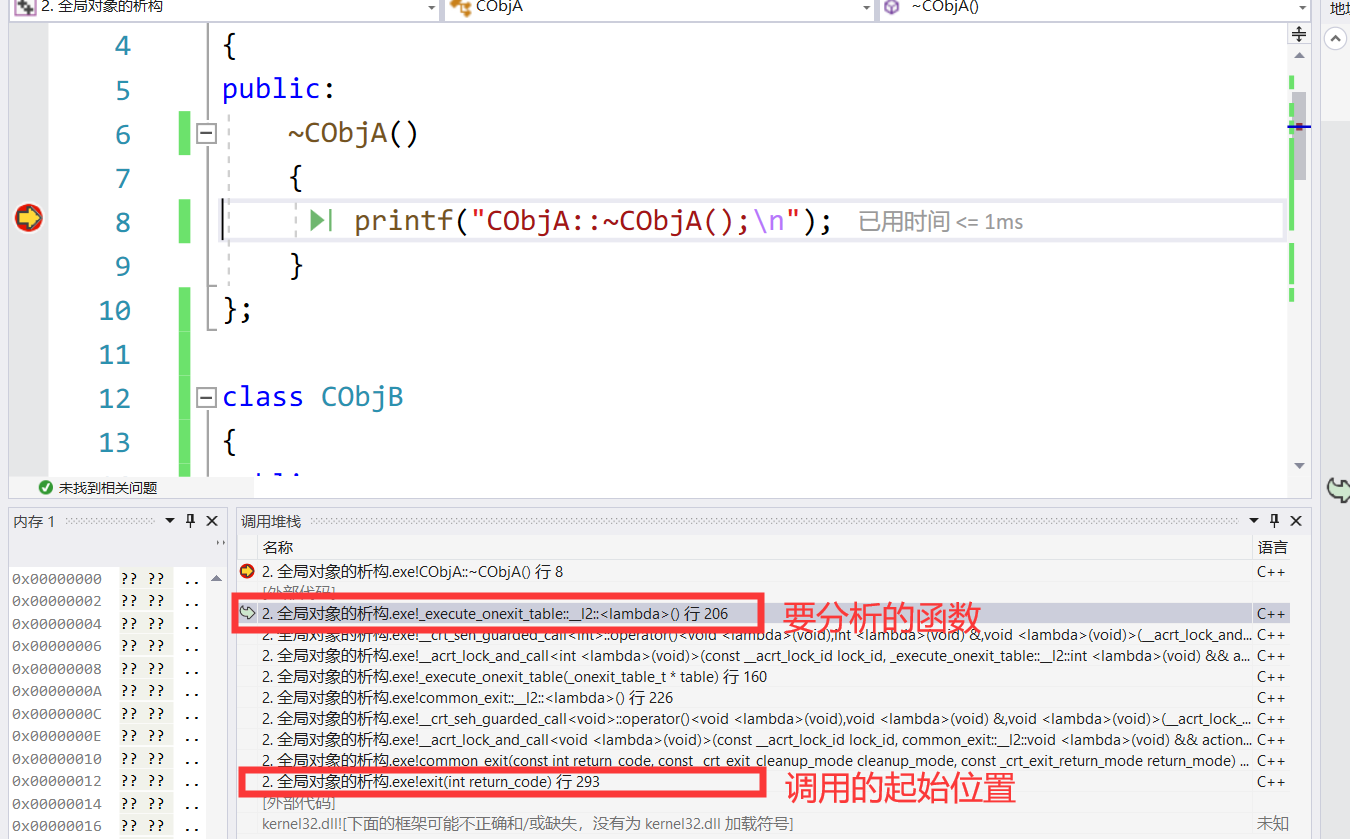 2. 全局对象的析构 CObjA ~CObjA()
4 {
5 public:
6 ~CObjA()
7 {
8 printf("CObjA::~CObjA();\n"); 已用时间 <= 1ms
9 }
10 };
11
12 class CObjB
13 {
未找到相关问题
内存 1
0x00000000 ?? ?? ..
0x00000002 ?? ?? ..
0x00000004 ?? ?? ..
0x00000006 ?? ?? ..
0x00000008 ?? ?? ..
0x0000000A ?? ?? ..
0x0000000C ?? ?? ..
0x0000000E ?? ?? ..
0x00000010 ?? ?? ..
0x00000012 ?? ?? ..
0x00000014 ?? ?? ..
0x00000016 ?? ?? ..
调用堆栈
名称 语言
2. 全局对象的析构.exe!CObjA::~CObjA() 行 8 C++
[外部代码]
2. 全局对象的析构.exe!_execute_onexit_table::__l2::<lambda>() 行 206 C++
要分析的函数
2. 全局对象的析构.exe!__crt_seh_guarded_call<int>::operator()<void <lambda>(void),int <lambda>(void) &,void <lambda>(void)>(__acrt_lock_and... C++
2. 全局对象的析构.exe!__acrt_lock_and_call<int <lambda>(void)>(const __acrt_lock_id lock_id, _execute_onexit_table::__l2::int <lambda>(void) && a... C++
2. 全局对象的析构.exe!_execute_onexit_table(_onexit_table_t * table) 行 160 C++
2. 全局对象的析构.exe!common_exit::__l2::<lambda>() 行 226 C++
2. 全局对象的析构.exe!__crt_seh_guarded_call<void>::operator()<void <lambda>(void),void <lambda>(void) &,void <lambda>(void)>(__acrt_lock_... C++
2. 全局对象的析构.exe!__acrt_lock_and_call<void <lambda>(void)>(const __acrt_lock_id lock_id, common_exit::__l2::void <lambda>(void) && action... C++
2. 全局对象的析构.exe!common_exit(const int return_code, const _crt_exit_cleanup_mode cleanup_mode, const _crt_exit_return_mode return_mode) ... C++
2. 全局对象的析构.exe!exit(int return_code) 行 293 C++
调用的起始位置
[外部代码]
kernel32.dll![下面的框架可能不正确和/或缺失，没有为 kernel32.dll 加载符号] 未知